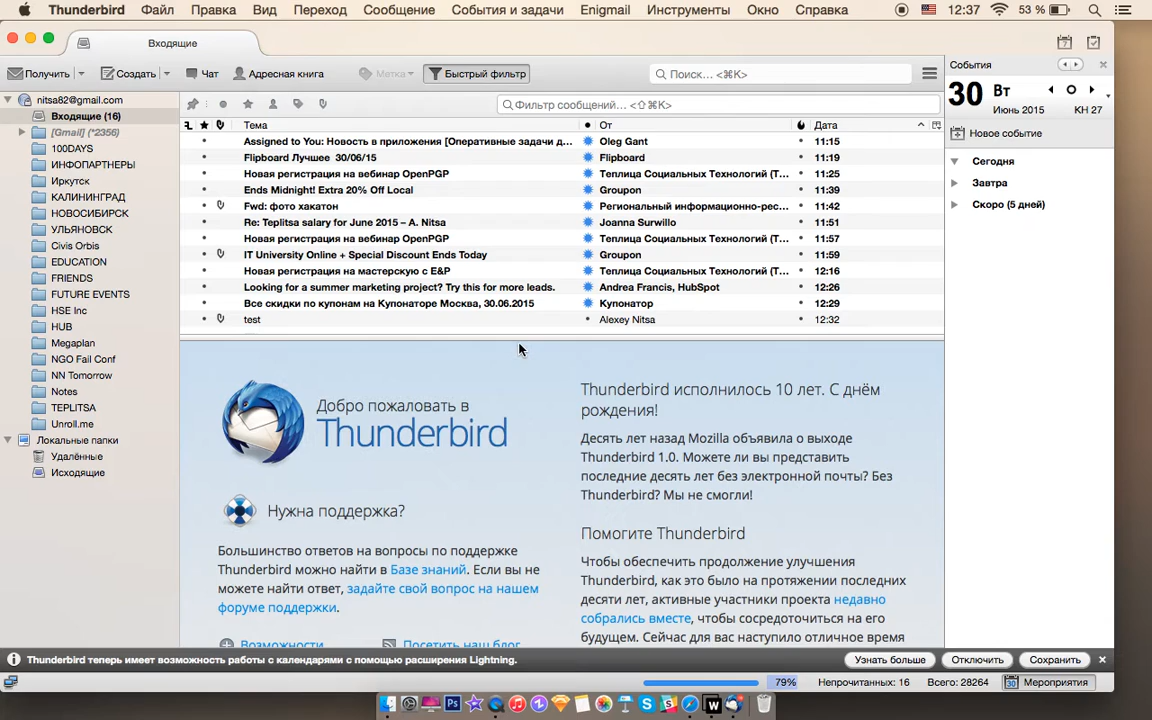 Thunderbird Файл Правка Вид Переход Сообщение События и задачи Enigmail Инструменты Окно Справка 12:37 53 %
Входящие
7
Получить Создать Чат Адресная книга Метка Быстрый фильтр Поиск... <⌘K>
События
30 Вт
Июнь 2015 КН 27
Новое событие
Сегодня
Завтра
Скоро (5 дней)
nitsa82@gmail.com
Входящие (16)
[Gmail] (*2356)
100DAYS
ИНФОПАРТНЕРЫ
Иркутск
КАЛИНИНГРАД
НОВОСИБИРСК
УЛЬЯНОВСК
Civis Orbis
EDUCATION
FRIENDS
FUTURE EVENTS
HSE Inc
HUB
Megaplan
NGO Fail Conf
NN Tomorrow
Notes
TEPLITSA
Unroll.me
Локальные папки
Удалённые
Исходящие
Фильтр сообщений... <⇧⌘K>
Тема От Дата
Assigned to You: Новость в приложения [Оперативные задачи д... Oleg Gant 11:15
Flipboard Лучшее 30/06/15 Flipboard 11:19
Новая регистрация на вебинар OpenPGP Теплица Социальных Технологий (T... 11:25
Ends Midnight! Extra 20% Off Local Groupon 11:39
Fwd: фото хакатон Региональный информационно-рес... 11:42
Re: Teplitsa salary for June 2015 – A. Nitsa Joanna Surwillo 11:51
Новая регистрация на вебинар OpenPGP Теплица Социальных Технологий (T... 11:57
IT University Online + Special Discount Ends Today Groupon 11:59
Новая регистрация на мастерскую с E&P Теплица Социальных Технологий (T... 12:16
Looking for a summer marketing project? Try this for more leads. Andrea Francis, HubSpot 12:26
Все скидки по купонам на Купонаторе Москва, 30.06.2015 Купонатор 12:29
test Alexey Nitsa 12:32
Добро пожаловать в
Thunderbird
Нужна поддержка?
Большинство ответов на вопросы по поддержке
Thunderbird можно найти в Базе знаний. Если вы не
можете найти ответ, задайте свой вопрос на нашем
форуме поддержки.
Возможности Посетить наш блог
Thunderbird исполнилось 10 лет. С днём
рождения!
Десять лет назад Mozilla объявила о выходе
Thunderbird 1.0. Можете ли вы представить
последние десять лет без электронной почты? Без
Thunderbird? Мы не смогли!
Помогите Thunderbird
Чтобы обеспечить продолжение улучшения
Thunderbird, как это было на протяжении последних
десяти лет, активные участники проекта недавно
собрались вместе, чтобы сосредоточиться на его
будущем. Сейчас для вас наступило отличное время
Thunderbird теперь имеет возможность работы с календарями с помощью расширения Lightning. Узнать больше Отключить Сохранить
79% Непрочитанных: 16 Всего: 28264 30 Мероприятия